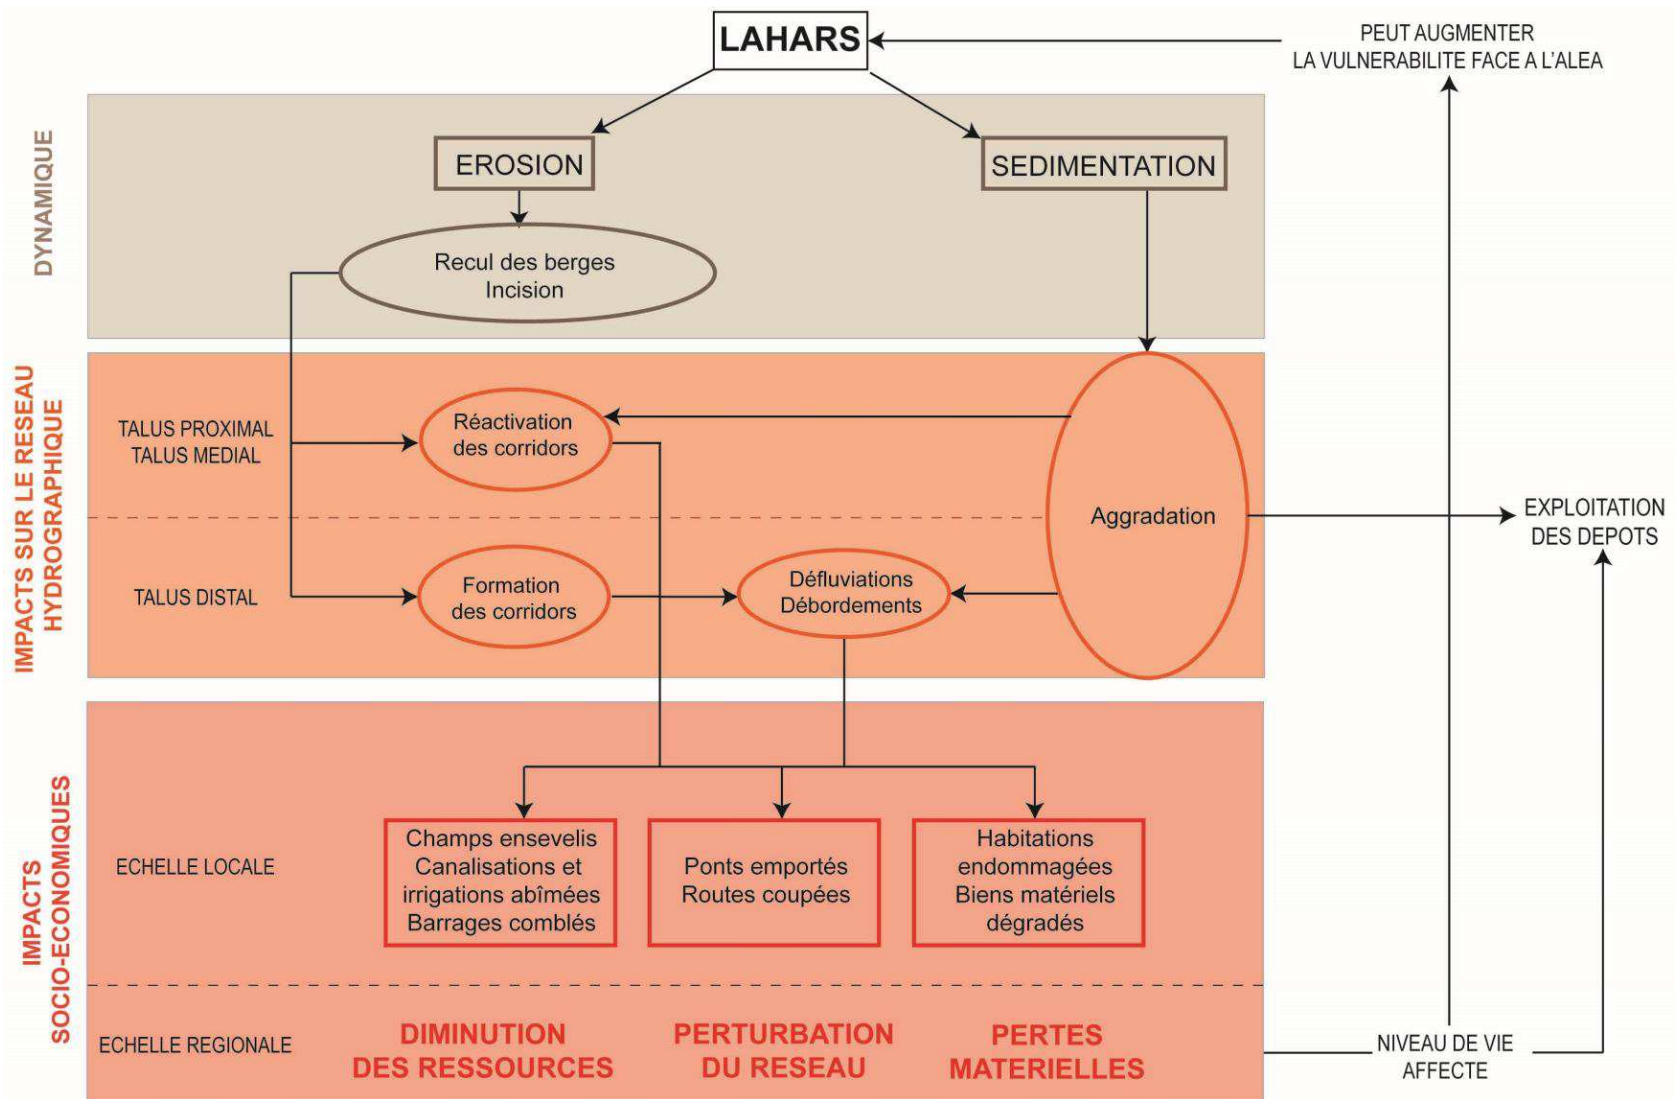 LAHARS
PEUT AUGMENTER
LA VULNERABILITE FACE A L'ALEA
DYNAMIQUE
EROSION
SEDIMENTATION
Recul des berges
Incision
IMPACTS SUR LE RESEAU
HYDROGRAPHIQUE
TALUS PROXIMAL
TALUS MEDIAL
Réactivation
des corridors
Aggradation
EXPLOITATION
DES DEPOTS
TALUS DISTAL
Formation
des corridors
Défluviations
Débordements
IMPACTS
SOCIO-ECONOMIQUES
ECHELLE LOCALE
Champs ensevelis
Canalisations et
irrigations abîmées
Barrages comblés
Ponts emportés
Routes coupées
Habitations
endommagées
Biens matériels
dégradés
ECHELLE REGIONALE
DIMINUTION
DES RESSOURCES
PERTURBATION
DU RESEAU
PERTES
MATERIELLES
NIVEAU DE VIE
AFFECTE